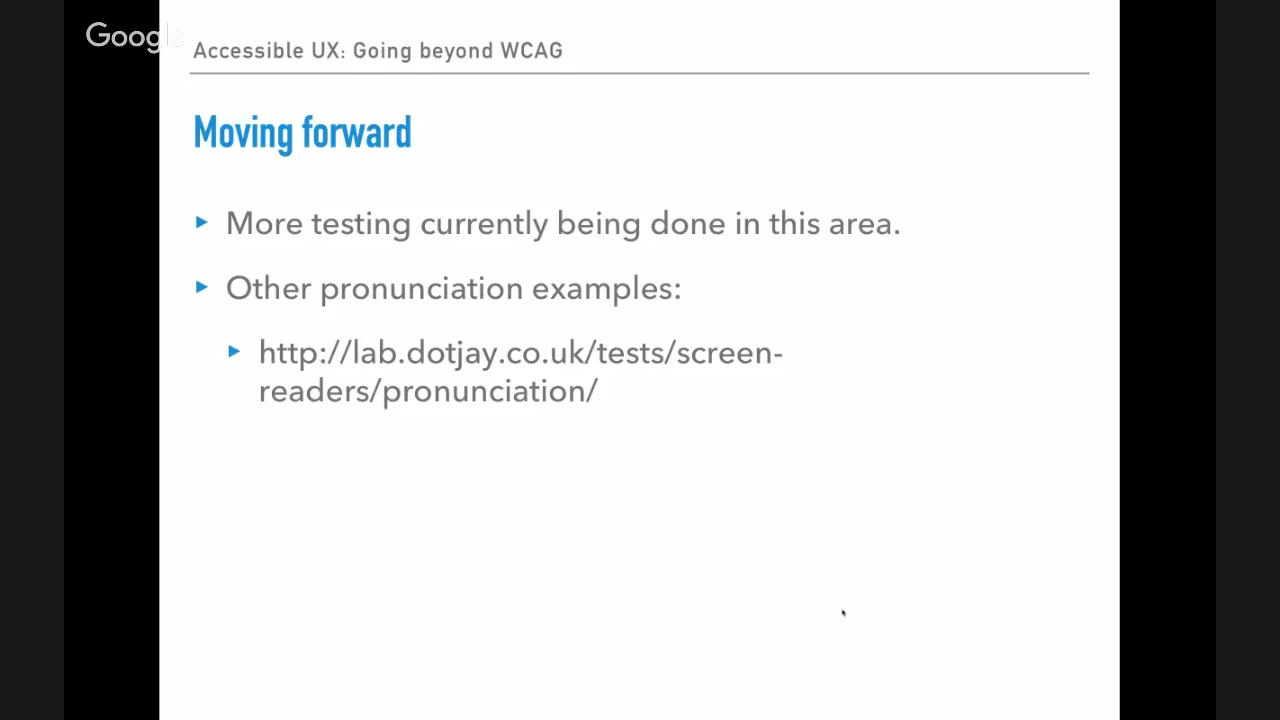 Google
Accessible UX: Going beyond WCAG
Moving forward
More testing currently being done in this area.
Other pronunciation examples:
http://lab.dotjay.co.uk/tests/screen-
readers/pronunciation/